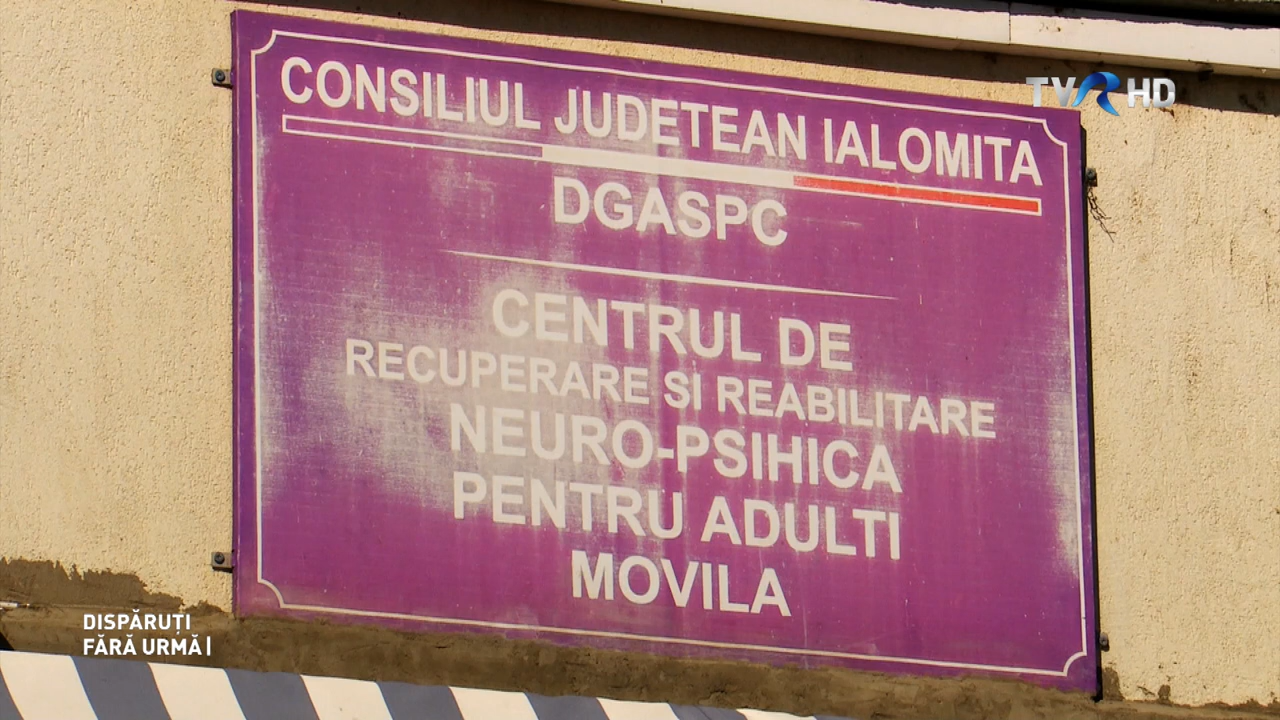 CONSILIUL JUDETEAN IALOMITA
DGASPC
CENTRUL DE
RECUPERARE SI REABILITARE
NEURO-PSIHICA
PENTRU ADULTI
MOVILA
TVR HD
DISPĂRUȚI
FĂRĂ URMĂ